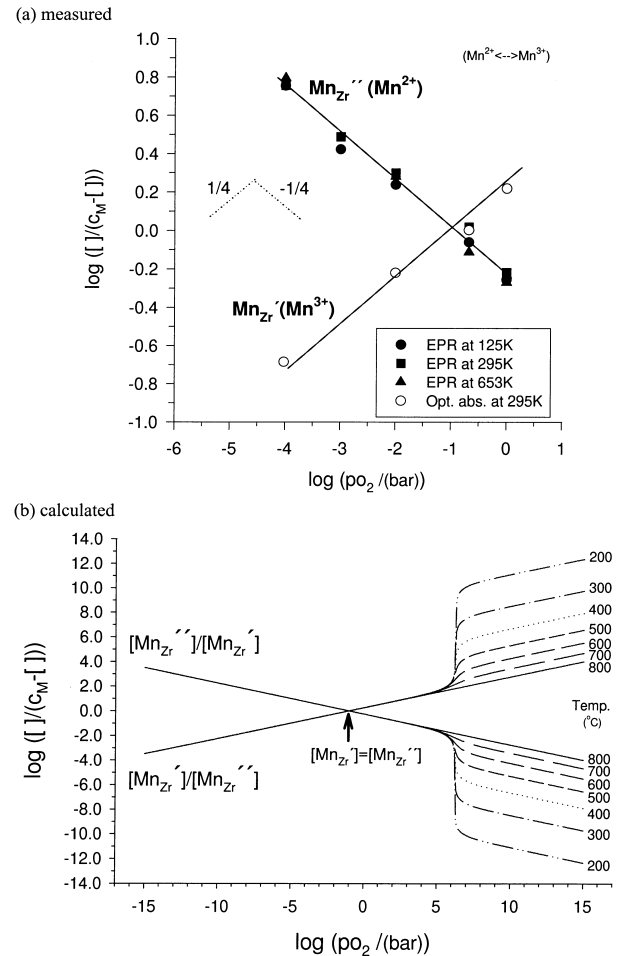 (a) measured
(Mn²⁺<-->Mn³⁺)
Mn_Zr´´(Mn²⁺)
1/4 -1/4
Mn_Zr´(Mn³⁺)
EPR at 125K
EPR at 295K
EPR at 653K
Opt. abs. at 295K
log ([ ]/(c_M-[ ]))
1.0
0.8
0.6
0.4
0.2
0.0
-0.2
-0.4
-0.6
-0.8
-1.0
-6 -5 -4 -3 -2 -1 0 1
log (po₂/(bar))
(b) calculated
log ([ ]/(c_M-[ ]))
14.0
12.0
10.0
8.0
6.0
4.0
2.0
0.0
-2.0
-4.0
-6.0
-8.0
-10.0
-12.0
-14.0
[Mn_Zr´´]/[Mn_Zr´]
[Mn_Zr´]/[Mn_Zr´´]
[Mn_Zr´]=[Mn_Zr´´]
200
300
400
500
600
700
800
Temp.
(°C)
800
700
600
500
400
300
200
-15 -10 -5 0 5 10 15
log (po₂/(bar))